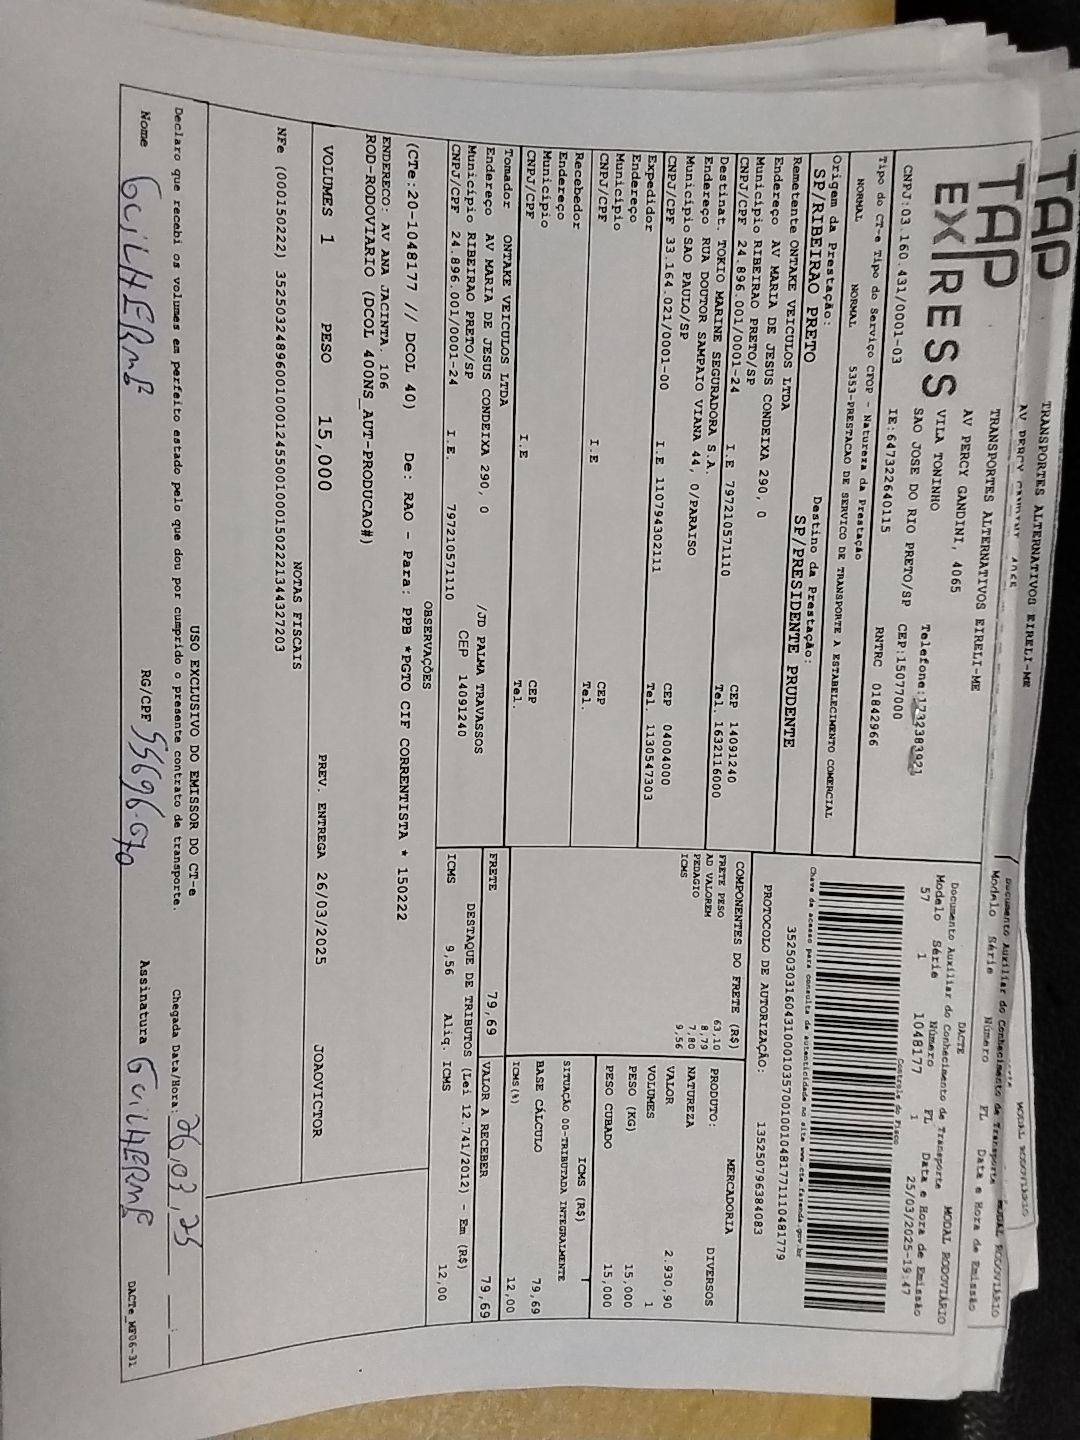 TAP
TRANSPORTES ALTERNATIVOS EIRELI-ME
AV PERCY GANDINI, 4065
TAP
EXPRESS
TRANSPORTES ALTERNATIVOS EIRELI-ME
AV PERCY GANDINI, 4065
VILA TONINHO
SAO JOSE DO RIO PRETO/SP CEP:15077000
Telefone:1732383921
CNPJ:03.160.431/0001-03 IE:647322640115 RNTRC 01842966
DACTE
Documento Auxiliar do Conhecimento de Transporte MODAL RODOVIÁRIO
Modelo Série Número FL Data e Hora de Emissão
57 1 1048177 1 25/03/2025-19:47
Controle do Fisco
Chave de acesso para consulta de autenticidade no site www.cte.fazenda.gov.br
35250303160431000103570010010481771110481779
PROTOCOLO DE AUTORIZAÇÃO: 135250796384083
Tipo do CT-e Tipo do Serviço CFOP - Natureza da Prestação
NORMAL NORMAL 5353-PRESTACAO DE SERVICO DE TRANSPORTE A ESTABELECIMENTO COMERCIAL
Origem da Prestação: Destino da Prestação:
SP/RIBEIRAO PRETO SP/PRESIDENTE PRUDENTE
Remetente ONTAKE VEICULOS LTDA
Endereço AV MARIA DE JESUS CONDEIXA 290, 0
Município RIBEIRAO PRETO/SP CEP 14091240
CNPJ/CPF 24.896.001/0001-24 I.E 797210571110 Tel. 1632116000
Destinat. TOKIO MARINE SEGURADORA S.A.
Endereço RUA DOUTOR SAMPAIO VIANA 44, 0/PARAISO
Município SAO PAULO/SP CEP 04004000
CNPJ/CPF 33.164.021/0001-00 I.E 110794302111 Tel. 1130547303
Expedidor
Endereço
Município CEP
CNPJ/CPF I.E Tel.
Recebedor
Endereço
Município CEP
CNPJ/CPF I.E Tel.
Tomador ONTAKE VEICULOS LTDA
Endereço AV MARIA DE JESUS CONDEIXA 290, 0 /JD PALMA TRAVASSOS
Município RIBEIRAO PRETO/SP CEP 14091240
CNPJ/CPF 24.896.001/0001-24 I.E. 797210571110
COMPONENTES DO FRETE (R$)
FRETE PESO 63,10
AD VALOREM 8,79
PEDAGIO 7,80
ICMS 9,56
MERCADORIA
PRODUTO: DIVERSOS
NATUREZA
VALOR 2.930,90
VOLUMES 1
PESO (KG) 15,000
PESO CUBADO 15,000
ICMS (R$)
SITUAÇÃO 00-TRIBUTADA INTEGRALMENTE
BASE CÁLCULO 79,69
ICMS(%) 12,00
FRETE 79,69 VALOR A RECEBER 79,69
DESTAQUE DE TRIBUTOS (Lei 12.741/2012) - Em (R$)
ICMS 9,56 Aliq. ICMS 12,00
OBSERVAÇÕES
(CTe:20-1048177 // DCOL 40) De: RAO - Para: PPB *PGTO CIF CORRENTISTA * 150222
ENDERECO: AV ANA JACINTA. 106
ROD-RODOVIARIO (DCOL 400NS_AUT-PRODUCAO#)
VOLUMES 1 PESO 15,000 PREV. ENTREGA 26/03/2025 JOAOVICTOR
NOTAS FISCAIS
NFe (000150222) 35250324896001000124550010001502221344327203
USO EXCLUSIVO DO EMISSOR DO CT-e
Declaro que recebi os volumes em perfeito estado pelo que dou por cumprido o presente contrato de transporte. Chegada Data/Hora: 26,03,25
Nome GUILHERME RG/CPF Assinatura GUILHERME
DACTe_MF06-31